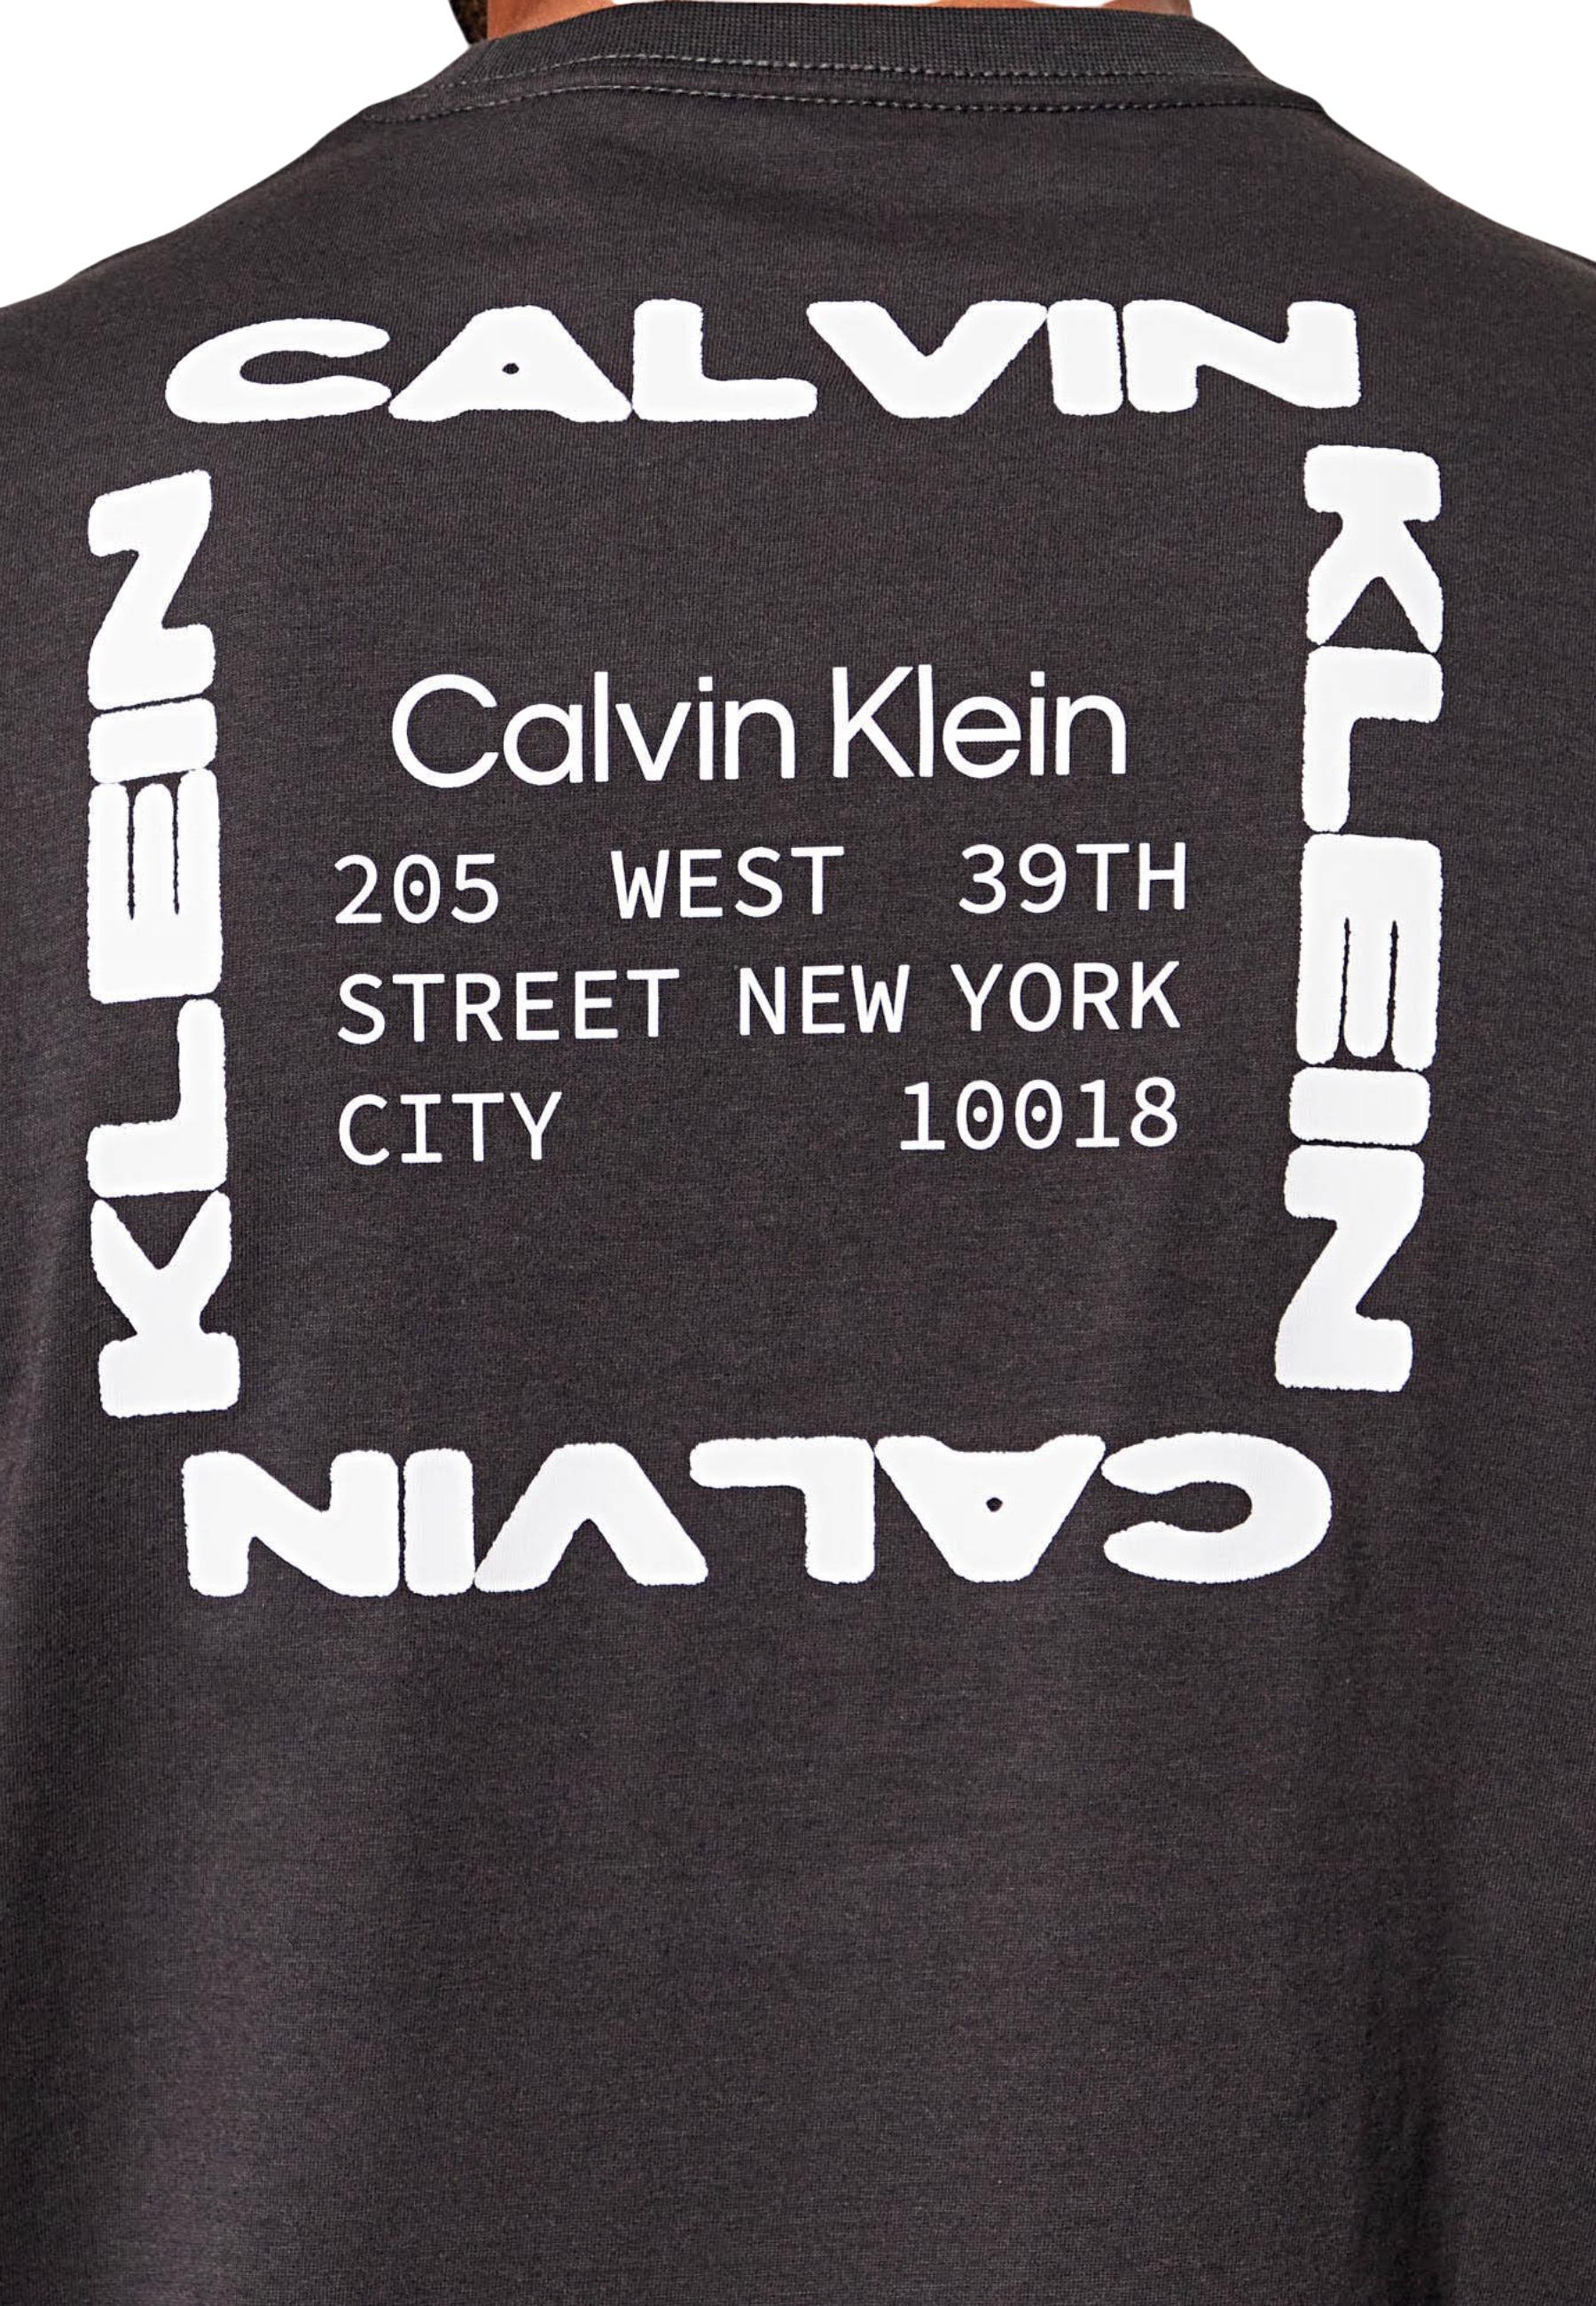 CALVIN
KLEIN
CALVIN
KLEIN
Calvin Klein
205 WEST 39TH
STREET NEW YORK
CITY 10018